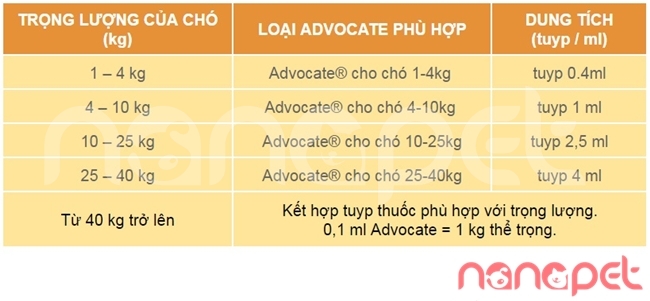 TRỌNG LƯỢNG CỦA CHÓ (kg) LOẠI ADVOCATE PHÙ HỢP DUNG TÍCH (tuyp / ml)
1 – 4 kg Advocate® cho chó 1-4kg tuyp 0.4ml
4 – 10 kg Advocate® cho chó 4-10kg tuyp 1 ml
10 – 25 kg Advocate® cho chó 10-25kg tuyp 2,5 ml
25 – 40 kg Advocate® cho chó 25-40kg tuyp 4 ml
Từ 40 kg trở lên Kết hợp tuyp thuốc phù hợp với trọng lượng.
0,1 ml Advocate = 1 kg thể trọng.
nanopet
nanopet